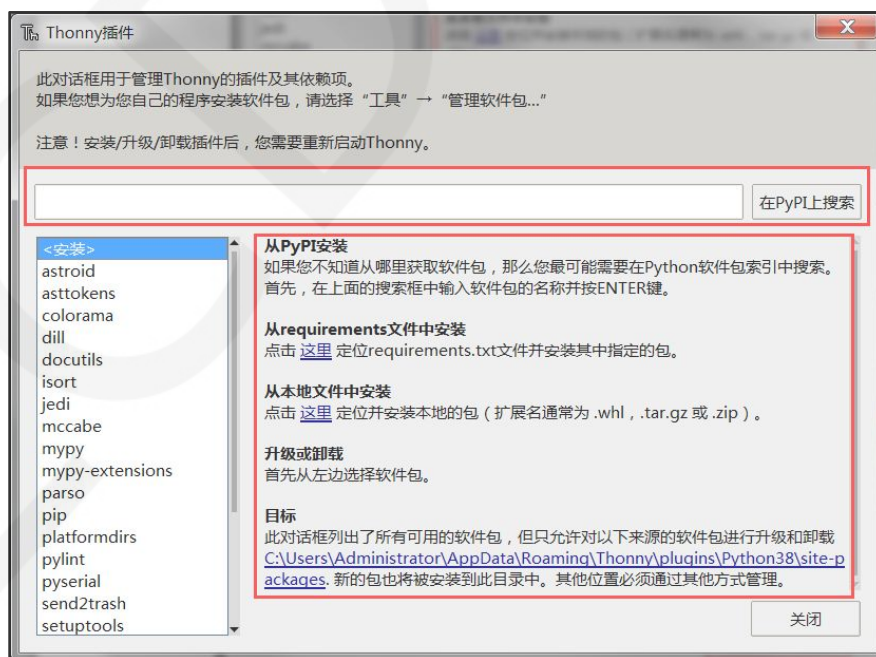 Thonny插件
此对话框用于管理Thonny的插件及其依赖项。
如果您想为您自己的程序安装软件包，请选择“工具”→“管理软件包...”
注意！安装/升级/卸载插件后，您需要重新启动Thonny。
在PyPI上搜索
<安装>
astroid
asttokens
colorama
dill
docutils
isort
jedi
mccabe
mypy
mypy-extensions
parso
pip
platformdirs
pylint
pyserial
send2trash
setuptools
从PyPI安装
如果您不知道从哪里获取软件包，那么您最可能需要在Python软件包索引中搜索。
首先，在上面的搜索框中输入软件包的名称并按ENTER键。
从requirements文件中安装
点击 这里 定位requirements.txt文件并安装其中指定的包。
从本地文件中安装
点击 这里 定位并安装本地的包（扩展名通常为 .whl，.tar.gz 或 .zip）。
升级或卸载
首先从左边选择软件包。
目标
此对话框列出了所有可用的软件包，但只允许对以下来源的软件包进行升级和卸载
C:\Users\Administrator\AppData\Roaming\Thonny\plugins\Python38\site-p
ackages. 新的包也将被安装到此目录中。其他位置必须通过其他方式管理。
关闭